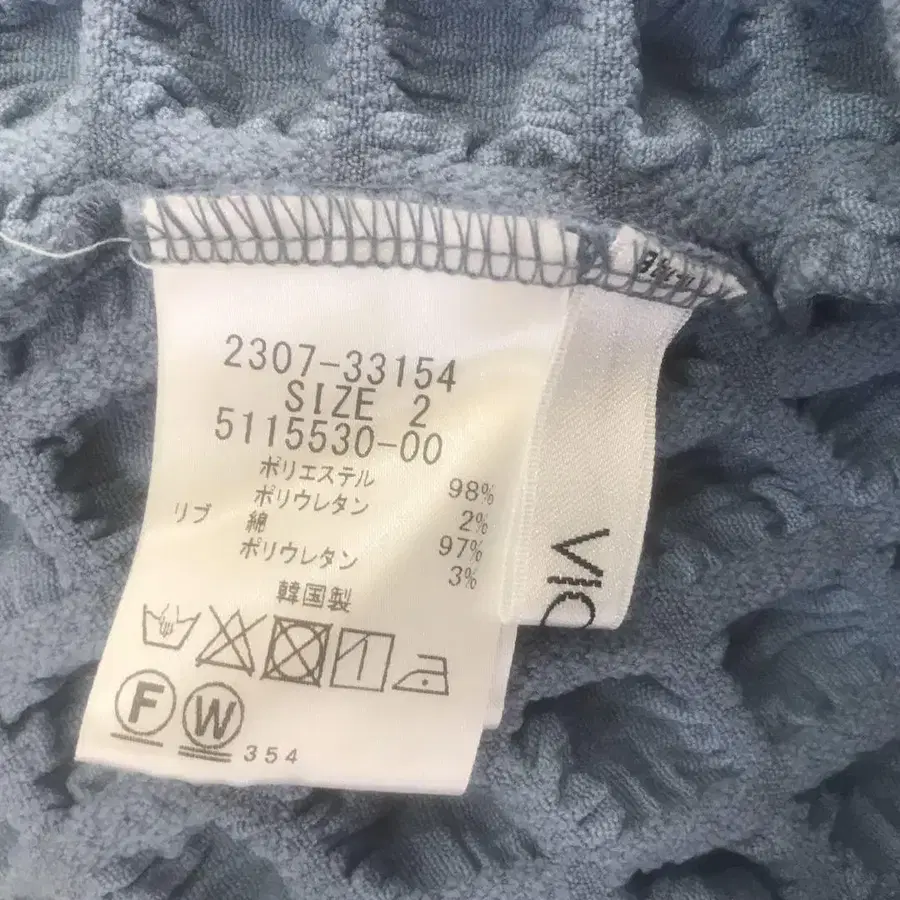 2307-33154
SIZE 2
5115530-00
ポリエステル 98%
ポリウレタン 2%
リブ 綿 97%
ポリウレタン 3%
韓国製
F W 354